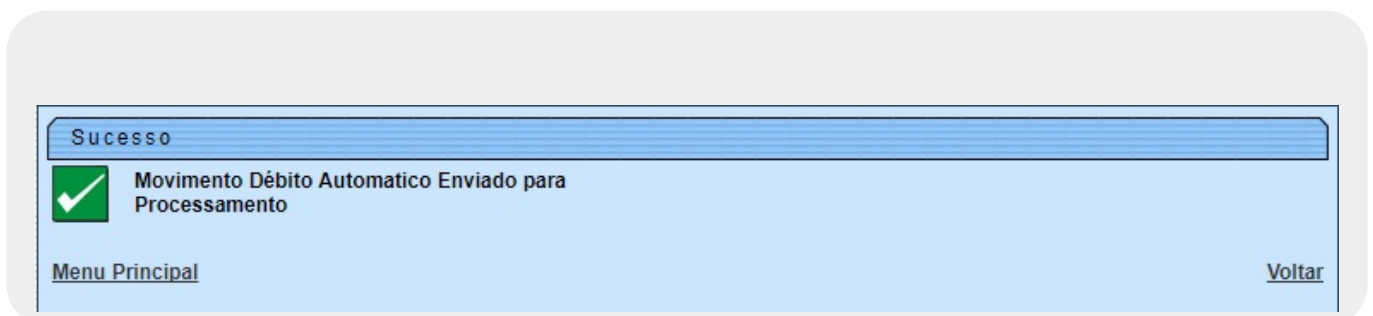 Sucesso
Movimento Débito Automatico Enviado para
Processamento
Menu Principal
Voltar